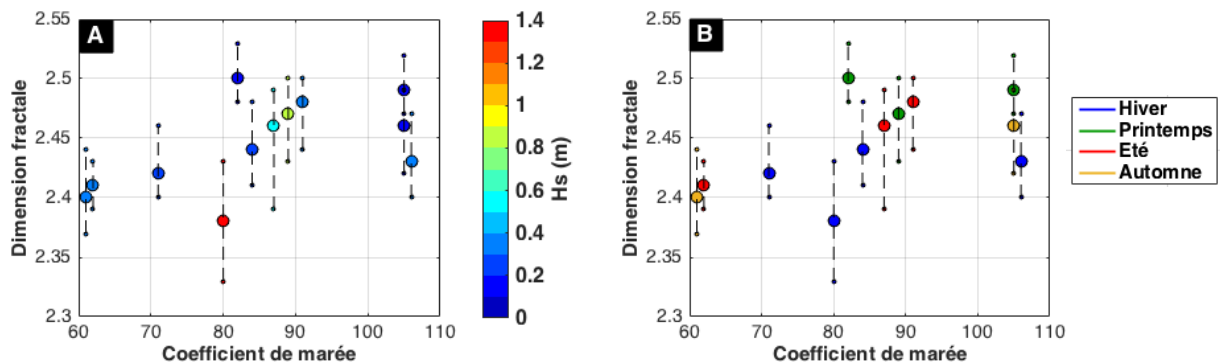 A
2.55
2.5
2.45
2.4
2.35
2.3
Dimension fractale
60 70 80 90 100 110
Coefficient de marée
1.4
1.2
1
0.8
0.6
0.4
0.2
0
Hs (m)
B
2.55
2.5
2.45
2.4
2.35
2.3
Dimension fractale
60 70 80 90 100 110
Coefficient de marée
Hiver
Printemps
Eté
Automne